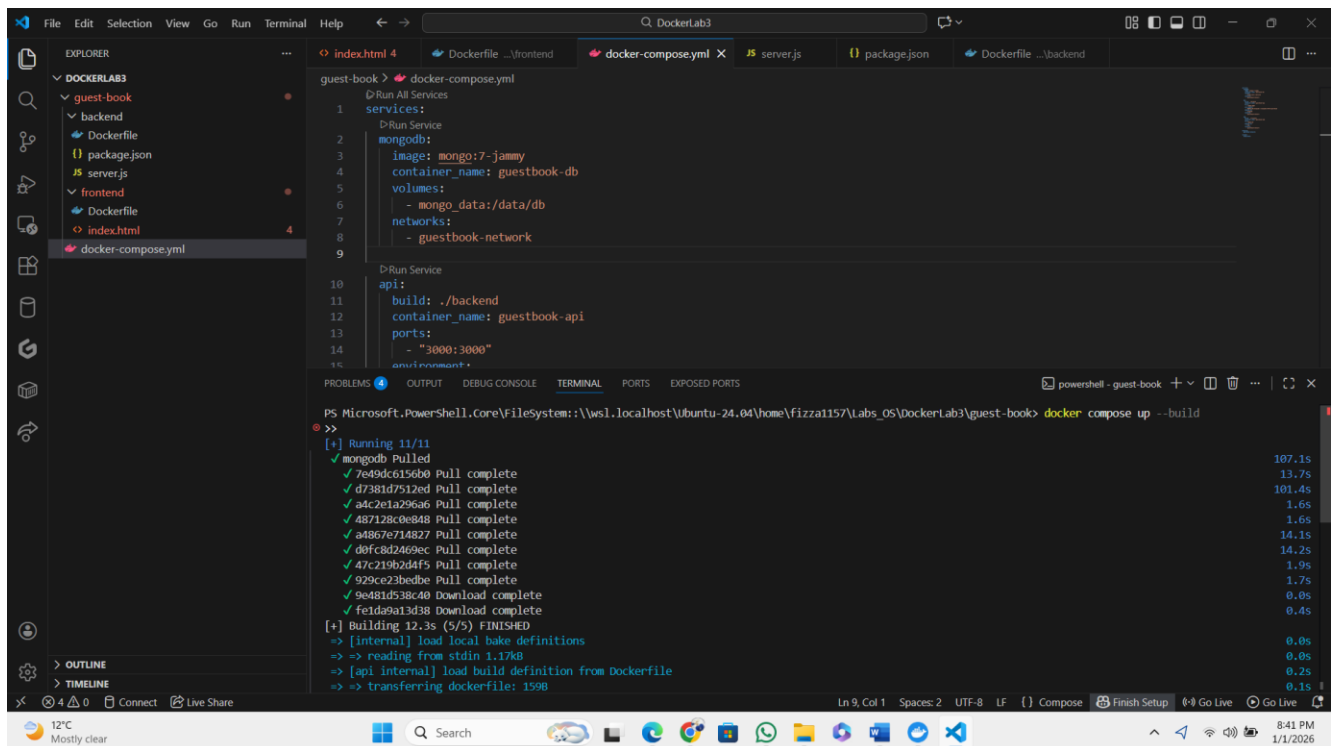 File Edit Selection View Go Run Terminal Help
DockerLab3
EXPLORER
DOCKERLAB3
guest-book
backend
Dockerfile
{} package.json
JS server.js
frontend
Dockerfile
<> index.html 4
docker-compose.yml
OUTLINE
TIMELINE
<> index.html 4 Dockerfile ...\frontend docker-compose.yml JS server.js {} package.json Dockerfile ...\backend
guest-book > docker-compose.yml
Run All Services
1 services:
Run Service
2 mongodb:
3 image: mongo:7-jammy
4 container_name: guestbook-db
5 volumes:
6 - mongo_data:/data/db
7 networks:
8 - guestbook-network
9
Run Service
10 api:
11 build: ./backend
12 container_name: guestbook-api
13 ports:
14 - "3000:3000"
15 environment:
PROBLEMS 4 OUTPUT DEBUG CONSOLE TERMINAL PORTS EXPOSED PORTS powershell - guest-book
PS Microsoft.PowerShell.Core\FileSystem::\\wsl.localhost\Ubuntu-24.04\home\fizza1157\Labs_OS\DockerLab3\guest-book> docker compose up --build
>>
[+] Running 11/11
✓ mongodb Pulled 107.1s
✓ 7e49dc6156b0 Pull complete 13.7s
✓ d7381d7512ed Pull complete 101.4s
✓ a4c2e1a296a6 Pull complete 1.6s
✓ 487128c0e848 Pull complete 1.6s
✓ a4867e714827 Pull complete 14.1s
✓ d0fc8d2469ec Pull complete 14.2s
✓ 47c219b2d4f5 Pull complete 1.9s
✓ 929ce23bedbe Pull complete 1.7s
✓ 9e481d538c40 Download complete 0.0s
✓ fe1da9a13d38 Download complete 0.4s
[+] Building 12.3s (5/5) FINISHED
=> [internal] load local bake definitions 0.0s
=> => reading from stdin 1.17kB 0.0s
=> [api internal] load build definition from Dockerfile 0.2s
=> => transferring dockerfile: 159B 0.1s
4 0 Connect Live Share Ln 9, Col 1 Spaces: 2 UTF-8 LF {} Compose Finish Setup Go Live Go Live
12°C
Mostly clear
Search
8:41 PM
1/1/2026